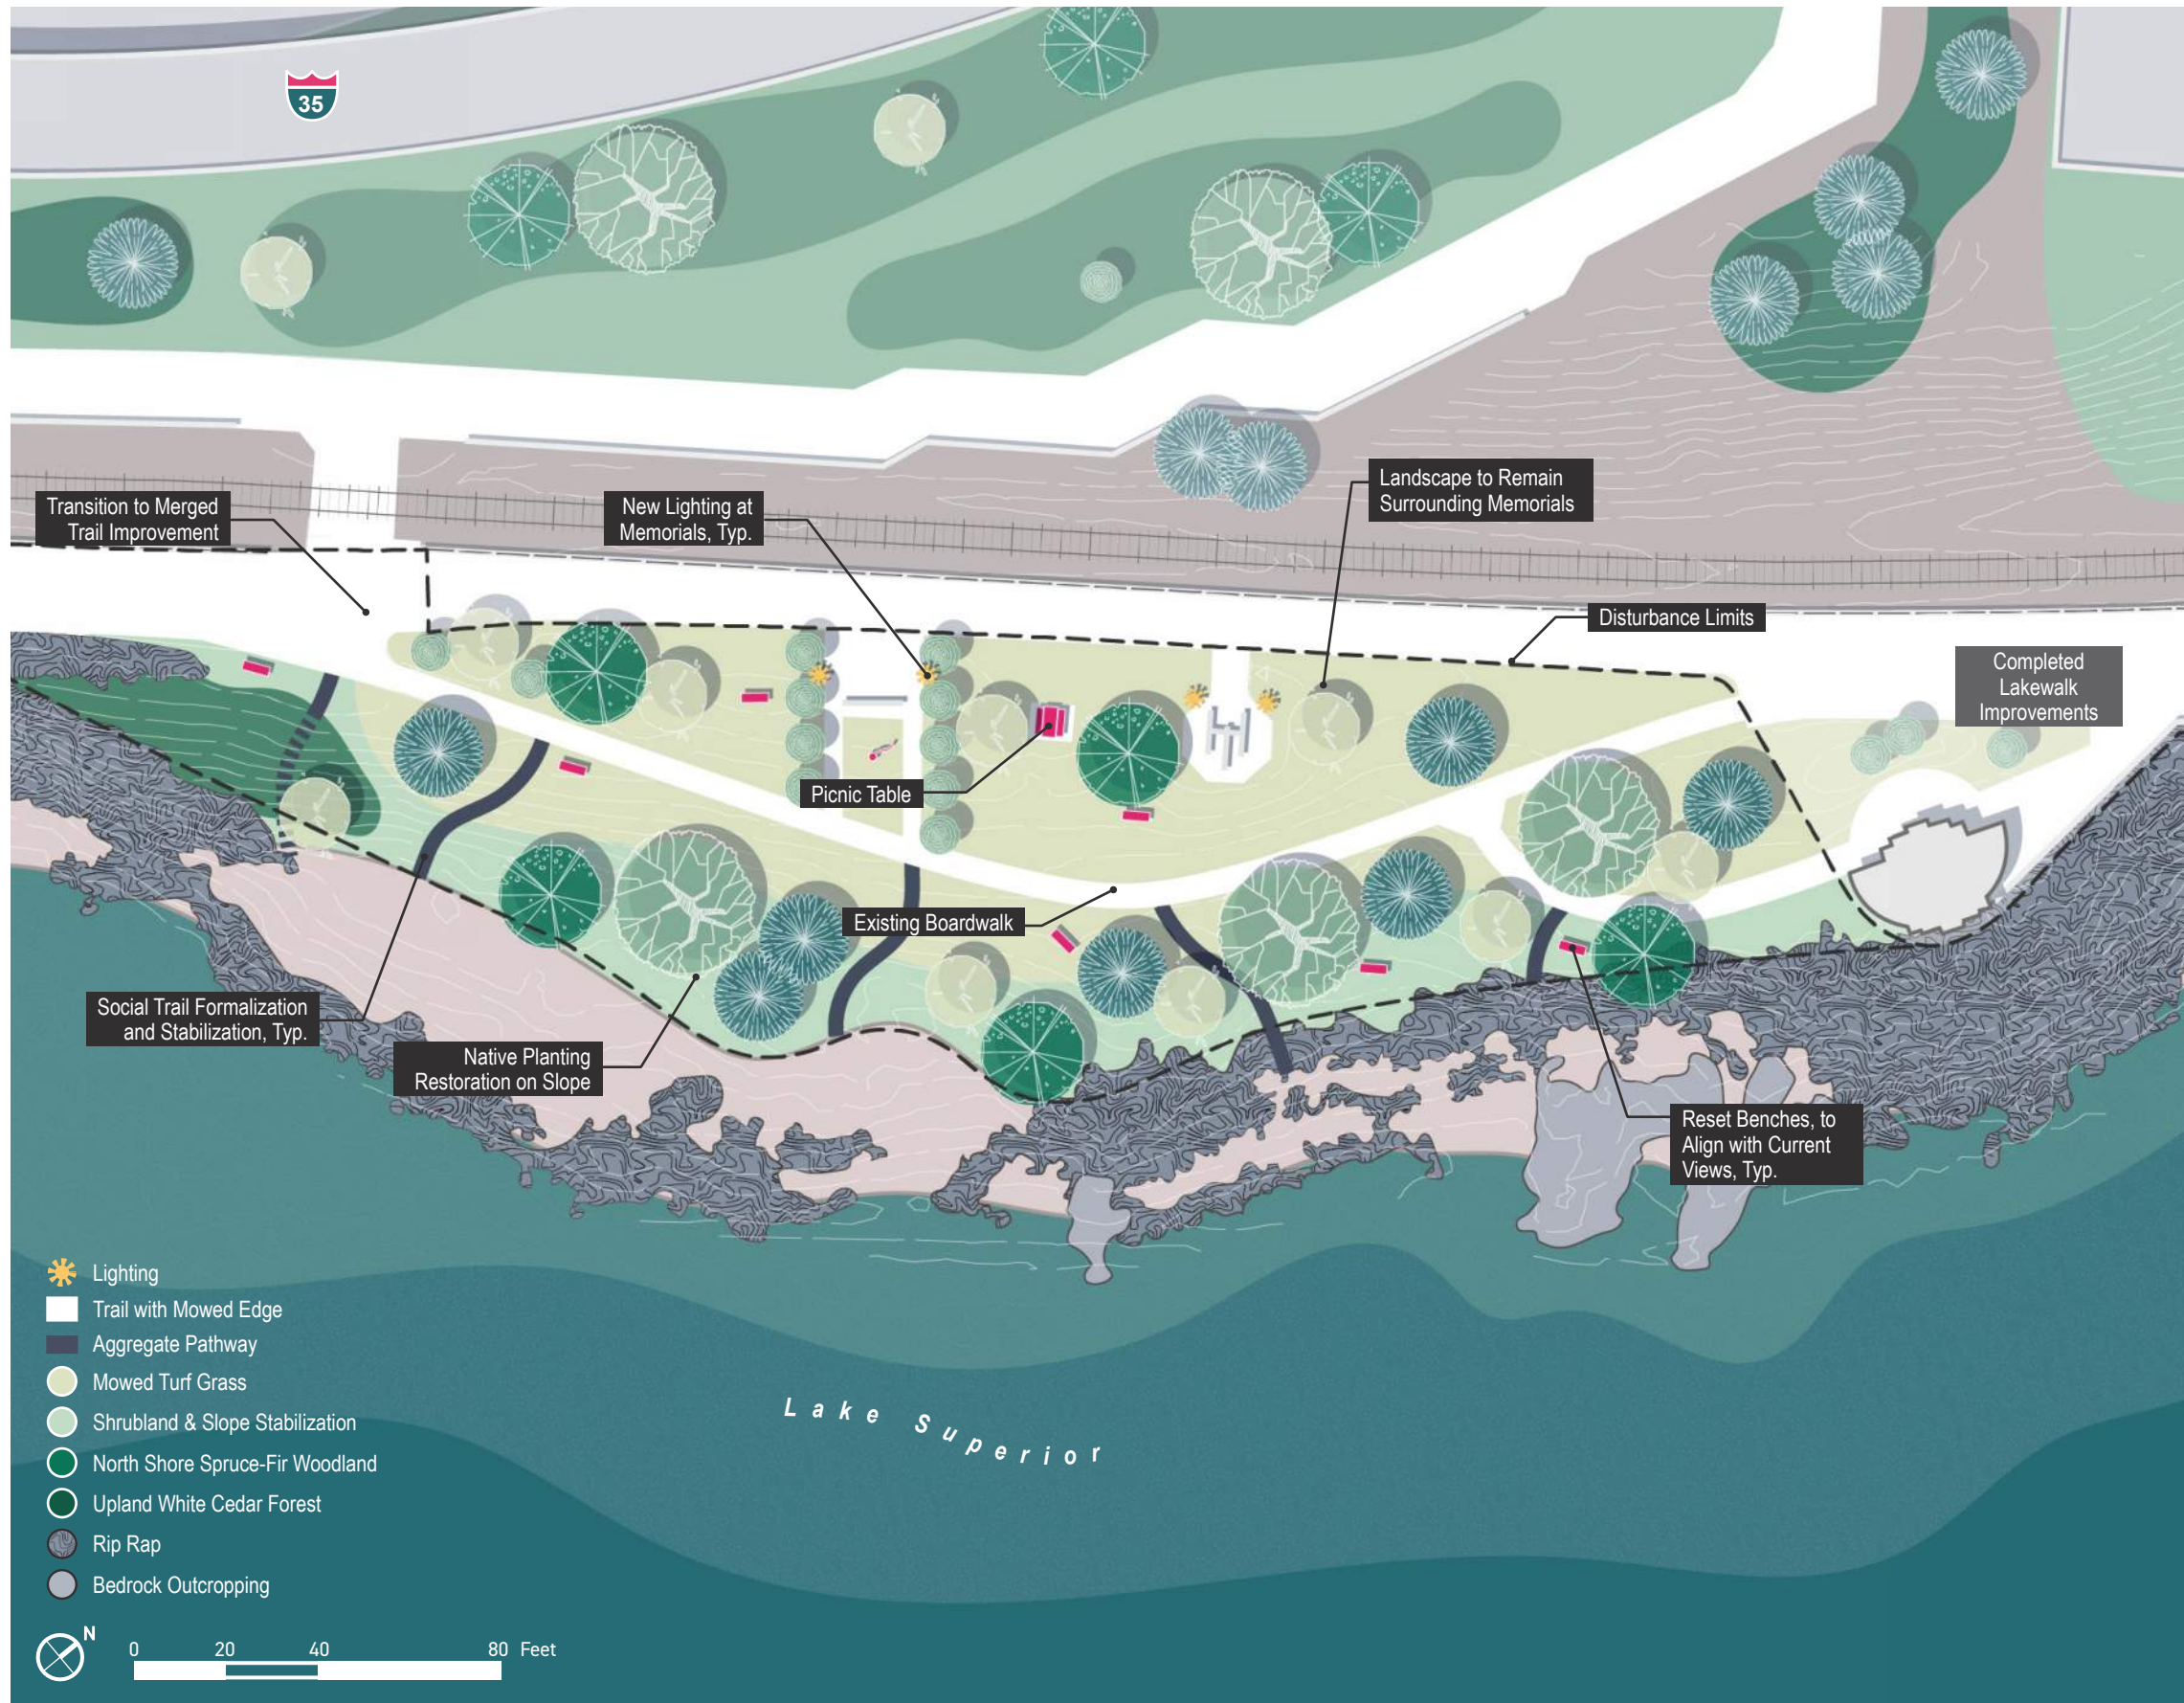 35
Transition to Merged
Trail Improvement
New Lighting at
Memorials, Typ.
Landscape to Remain
Surrounding Memorials
Disturbance Limits
Completed
Lakewalk
Improvements
Picnic Table
Existing Boardwalk
Social Trail Formalization
and Stabilization, Typ.
Native Planting
Restoration on Slope
Reset Benches, to
Align with Current
Views, Typ.
Lighting
Trail with Mowed Edge
Aggregate Pathway
Mowed Turf Grass
Shrubland & Slope Stabilization
North Shore Spruce-Fir Woodland
Upland White Cedar Forest
Rip Rap
Bedrock Outcropping
Lake Superior
N
0 20 40 80 Feet